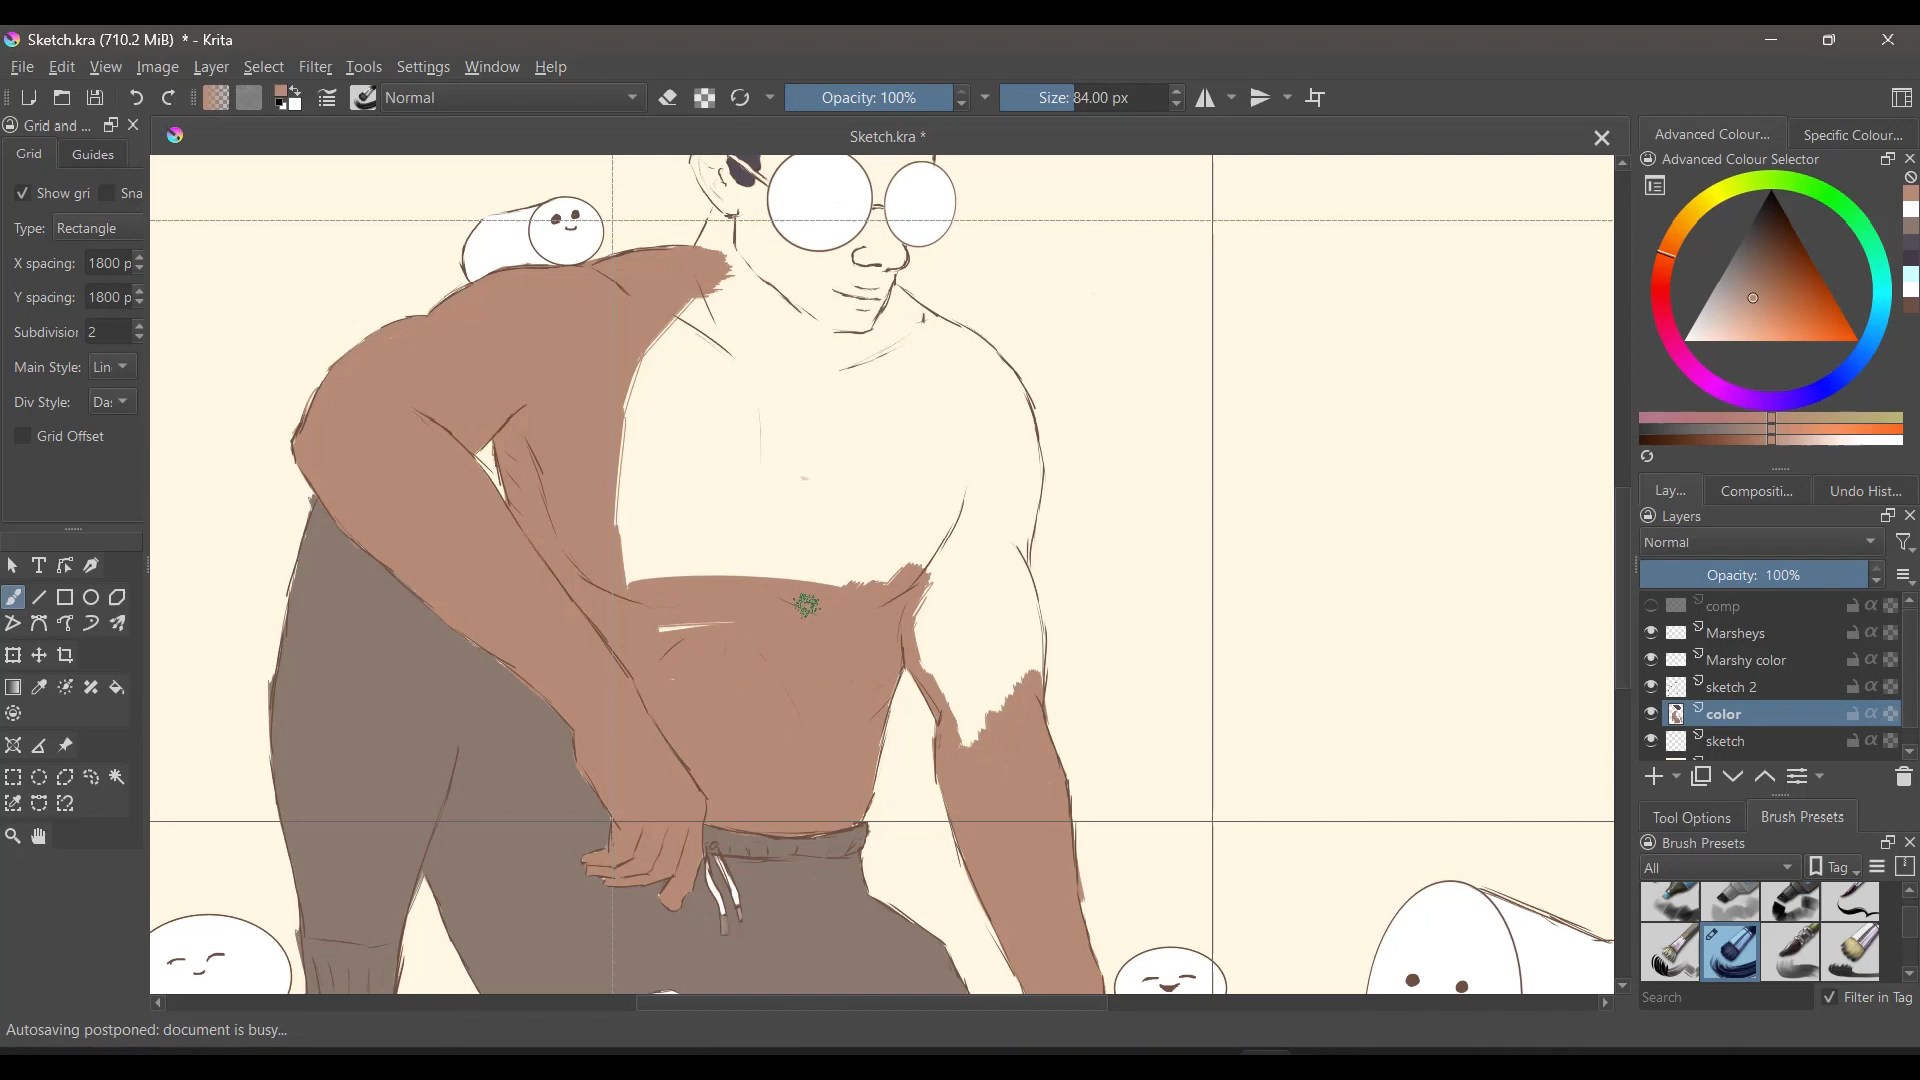 Sketch.kra (710.2 MiB) * - Krita
File Edit View Image Layer Select Filter Tools Settings Window Help
Normal
Opacity: 100%
Size: 84.00 px
Grid and ...
Sketch.kra *
Advanced Colour...
Specific Colour...
Grid
Guides
Advanced Colour Selector
Show gri
Sna
Type: Rectangle
X spacing: 1800 p
Y spacing: 1800 p
Subdivision 2
Main Style: Lin
Div Style: Da:
Grid Offset
Lay...
Compositi...
Undo Hist...
Layers
Normal
Opacity: 100%
comp
Marsheys
Marshy color
sketch 2
color
sketch
Tool Options
Brush Presets
Brush Presets
All
Tag
Search
Filter in Tag
Autosaving postponed: document is busy...